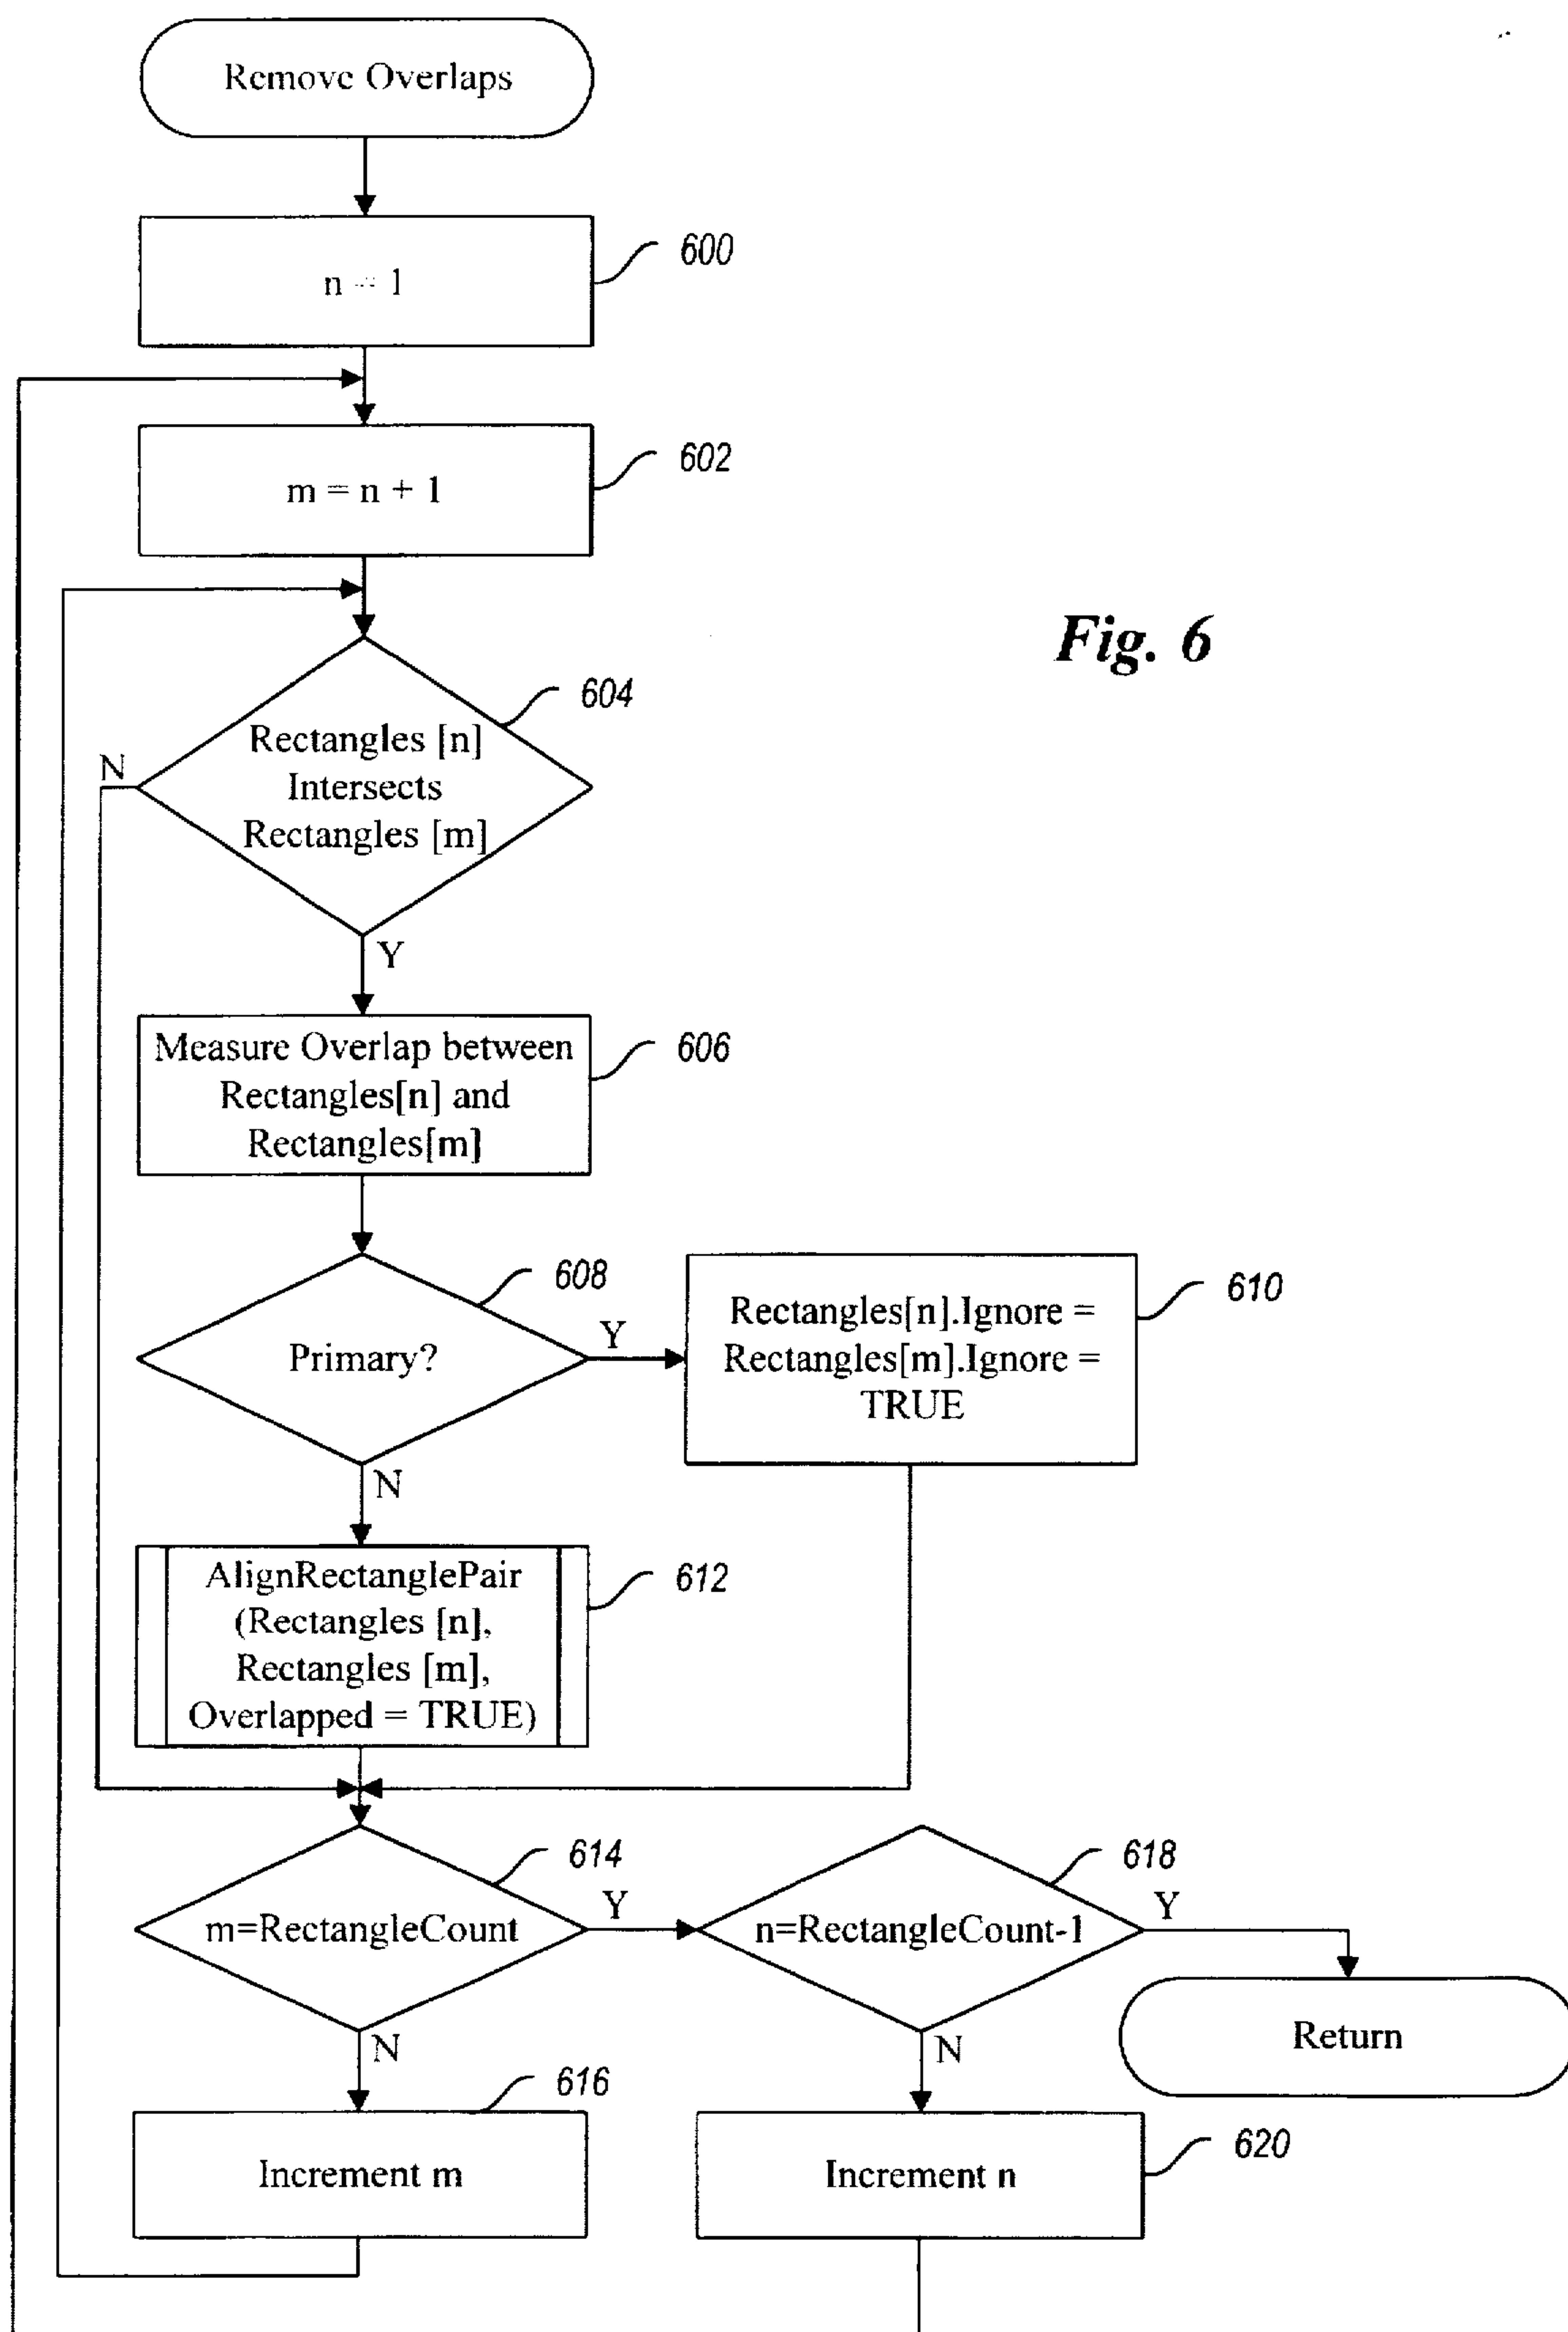 Remove Overlaps
600
n = 1
602
m = n + 1
Fig. 6
604
Rectangles [n]
Intersects
Rectangles [m]
N
Y
Measure Overlap between
Rectangles[n] and
Rectangles[m]
606
608
Primary?
Y
N
610
Rectangles[n].Ignore =
Rectangles[m].Ignore =
TRUE
AlignRectanglePair
(Rectangles [n],
Rectangles [m],
Overlapped = TRUE)
612
614
m=RectangleCount
Y
N
618
n=RectangleCount-1
Y
N
Return
616
Increment m
620
Increment n